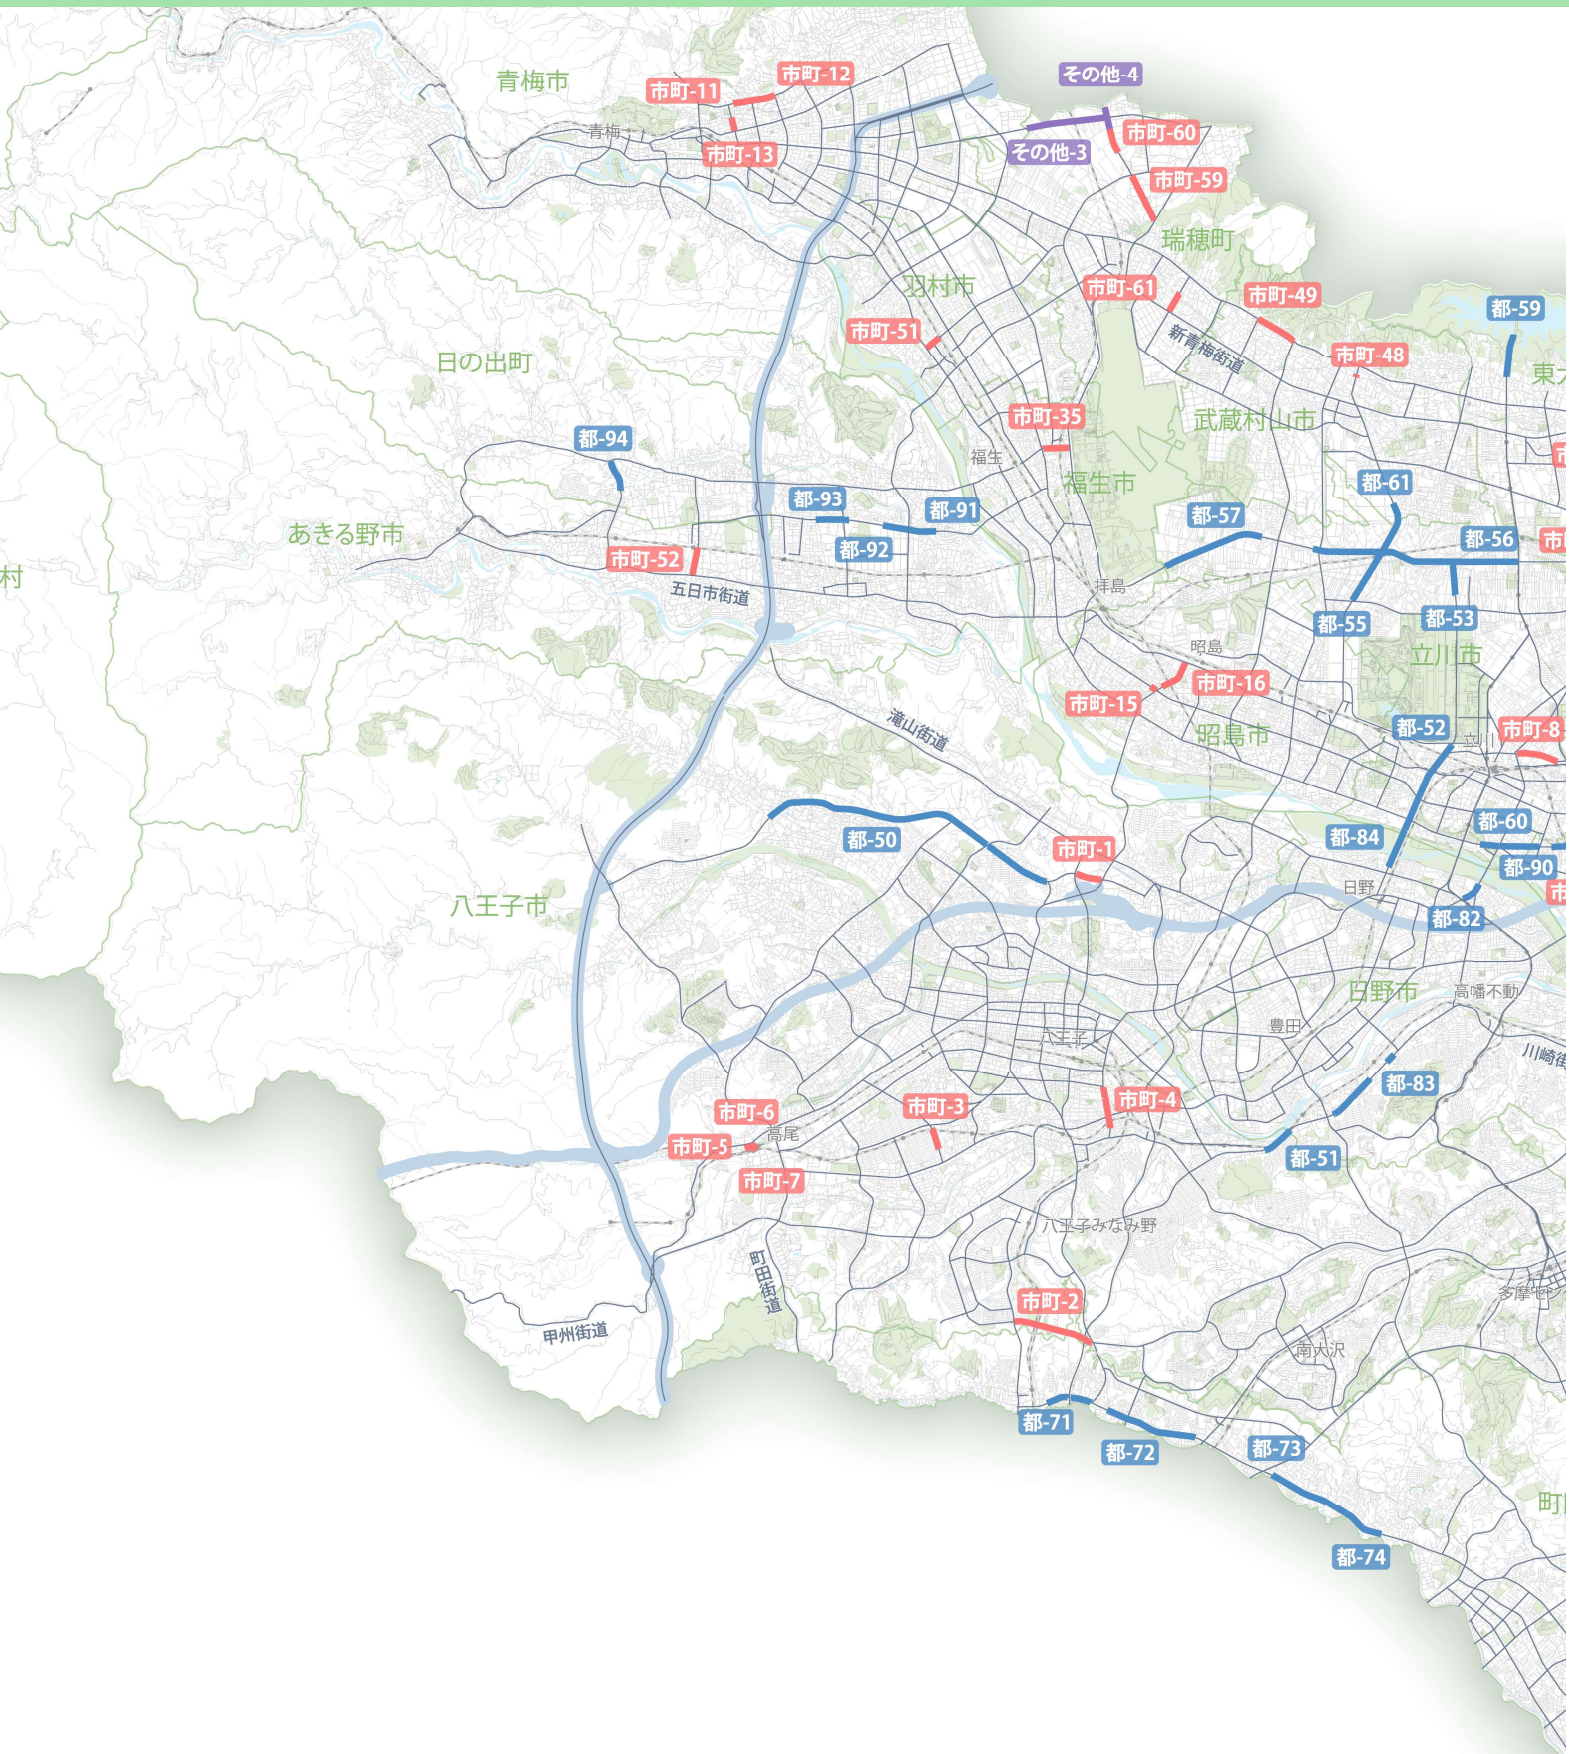 青梅市
市町-11
市町-12
その他-4
青梅
市町-13
その他-3
市町-60
市町-59
瑞穂町
羽村市
市町-61
市町-49
都-59
市町-51
新青梅街道
市町-48
日の出町
東大
市町-35
武蔵村山市
都-94
福生
福生市
都-61
都-93
都-91
都-57
あきる野市
都-92
都-56
市町-52
村
五日市街道
拝島
都-55
都-53
昭島
立川市
市町-16
市町-15
滝山街道
昭島市
都-52
立川
市町-8
都-50
市町-1
都-84
都-60
都-90
八王子市
日野
都-82
日野市
高幡不動
豊田
八王子
川崎街
都-83
市町-6
市町-3
市町-4
高尾
市町-5
都-51
市町-7
八王子みなみ野
町田街道
多摩セ
市町-2
甲州街道
南大沢
都-71
都-72
都-73
町
都-74